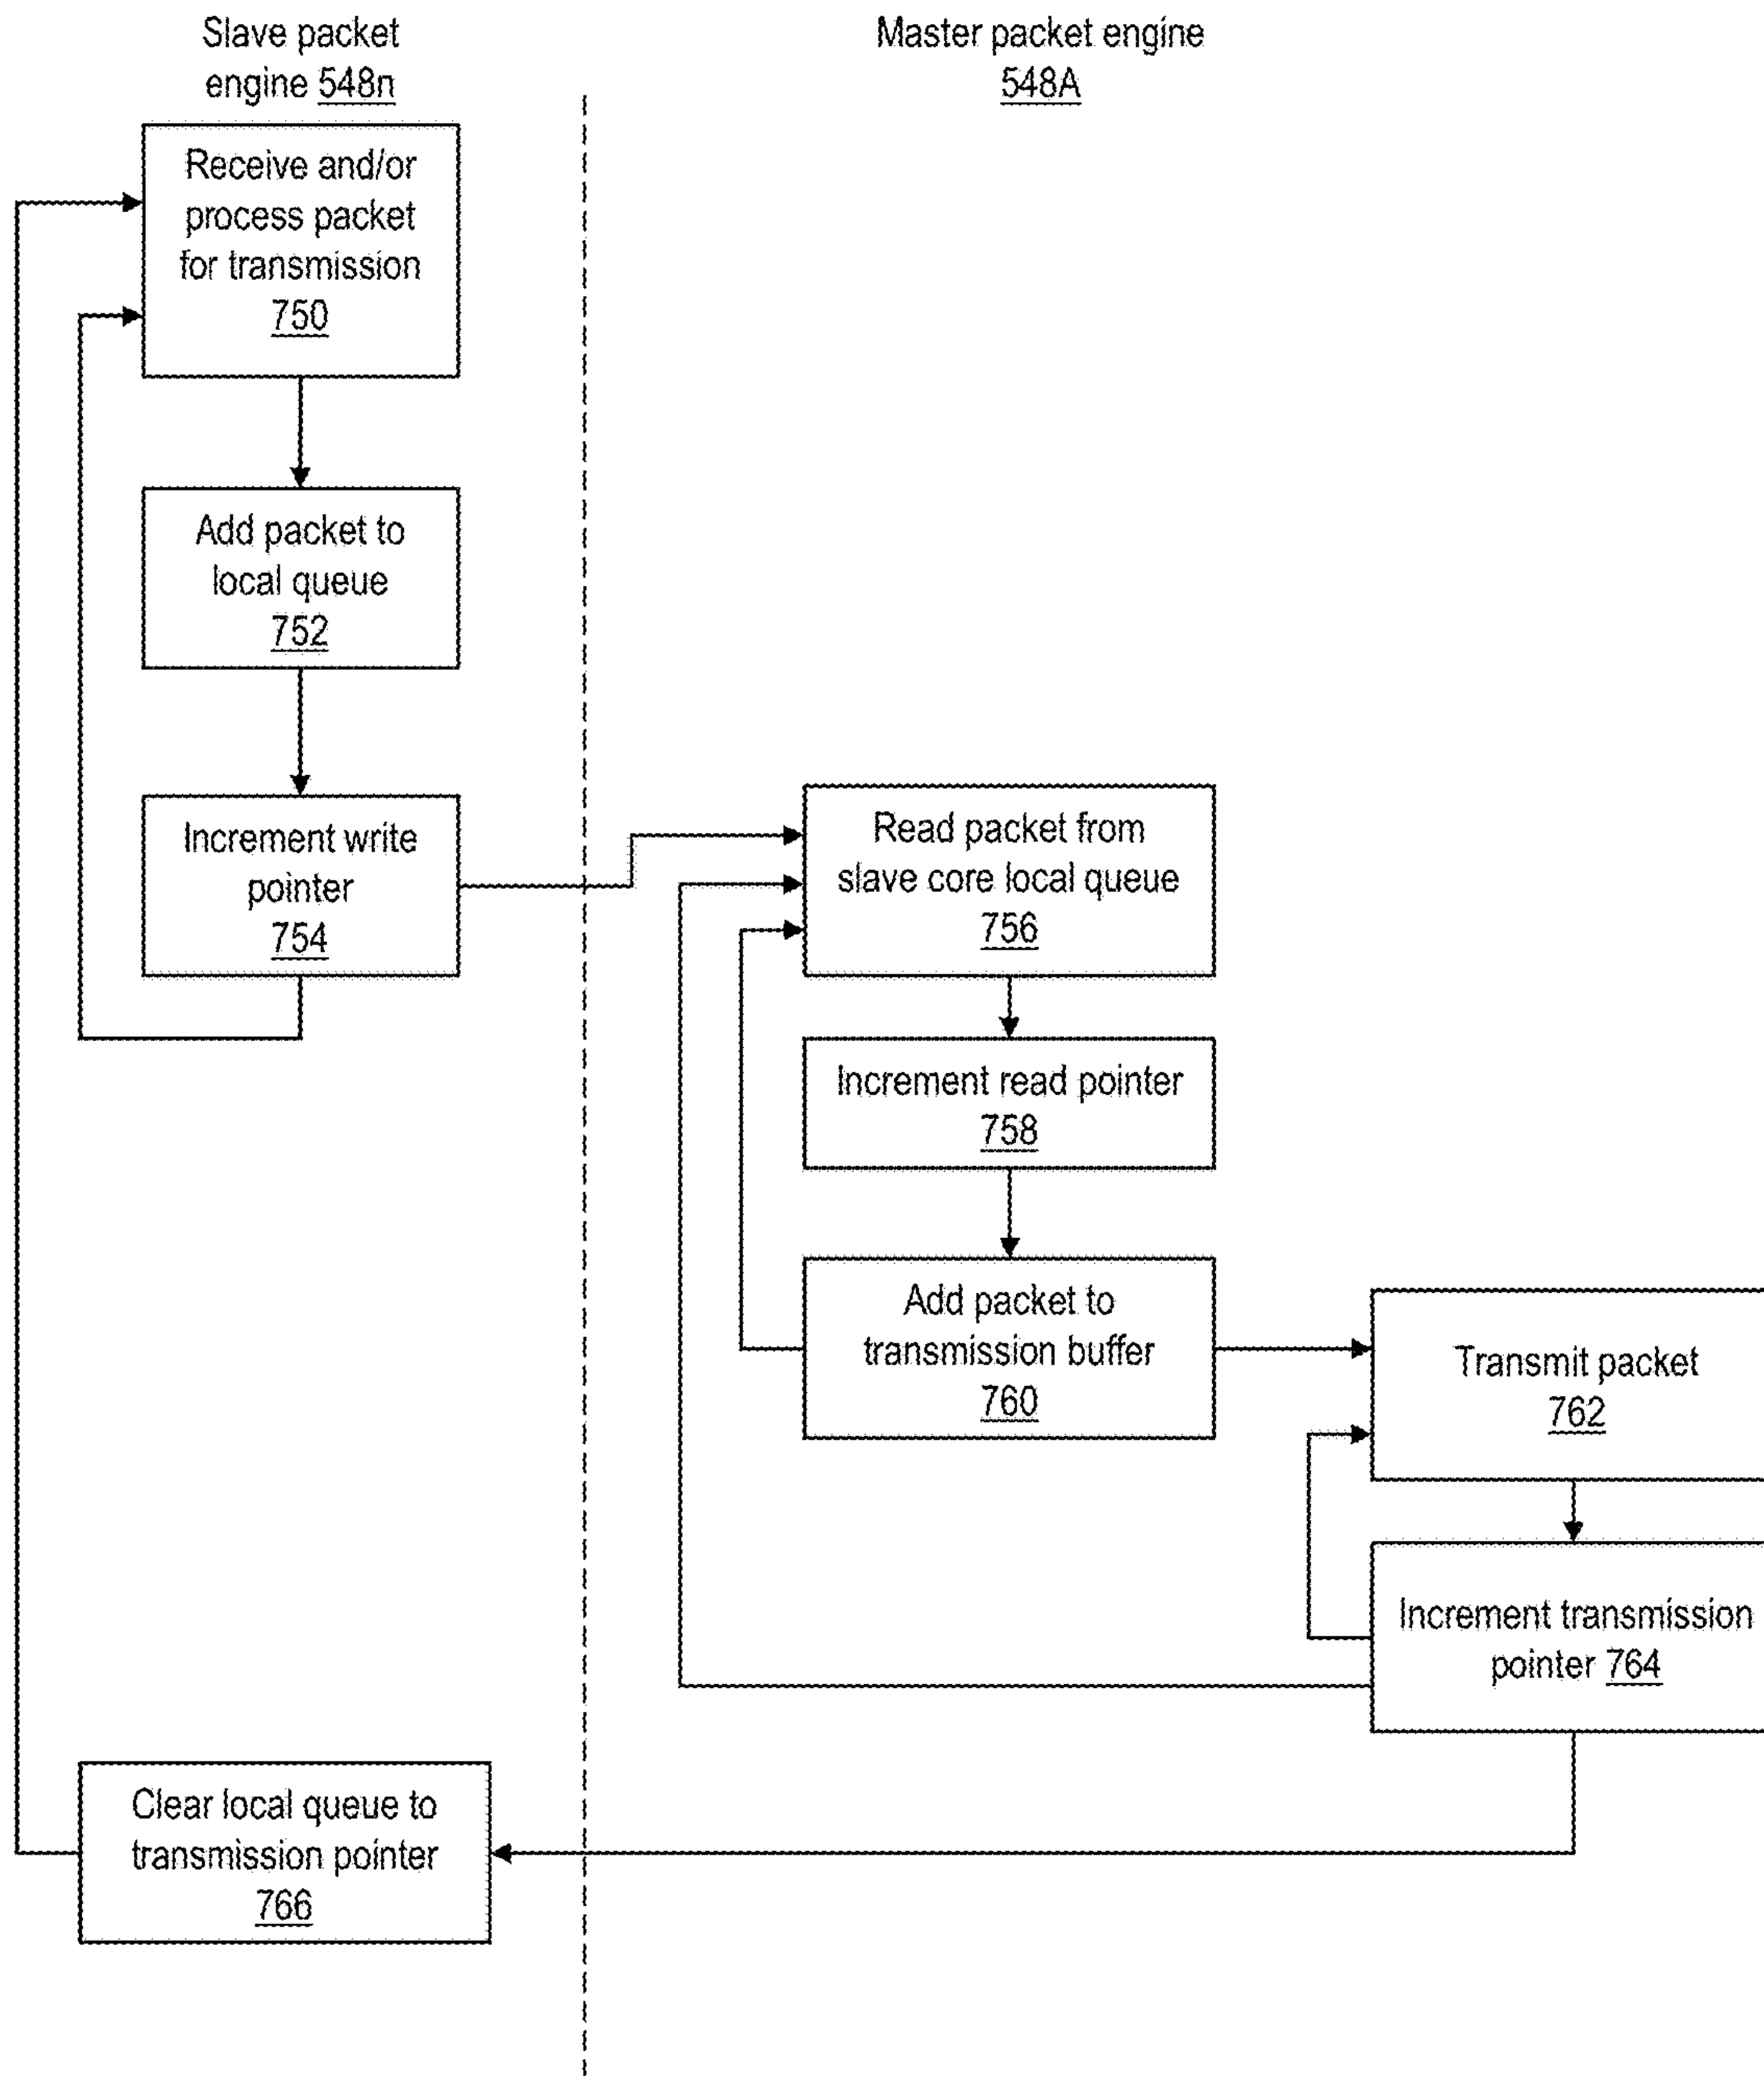 Slave packet
engine 548n
Master packet engine
548A
Receive and/or
process packet
for transmission
750
Add packet to
local queue
752
Increment write
pointer
754
Read packet from
slave core local queue
756
Increment read pointer
758
Add packet to
transmission buffer
760
Transmit packet
762
Increment transmission
pointer 764
Clear local queue to
transmission pointer
766